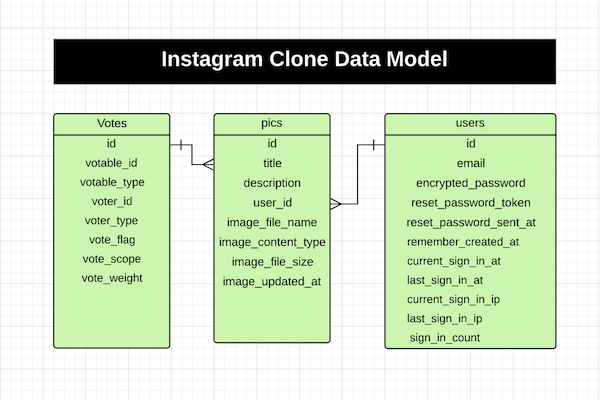 Instagram Clone Data Model
Votes
id
votable_id
votable_type
voter_id
voter_type
vote_flag
vote_scope
vote_weight
pics
id
title
description
user_id
image_file_name
image_content_type
image_file_size
image_updated_at
users
id
email
encrypted_password
reset_password_token
reset_password_sent_at
remember_created_at
current_sign_in_at
last_sign_in_at
current_sign_in_ip
last_sign_in_ip
sign_in_count